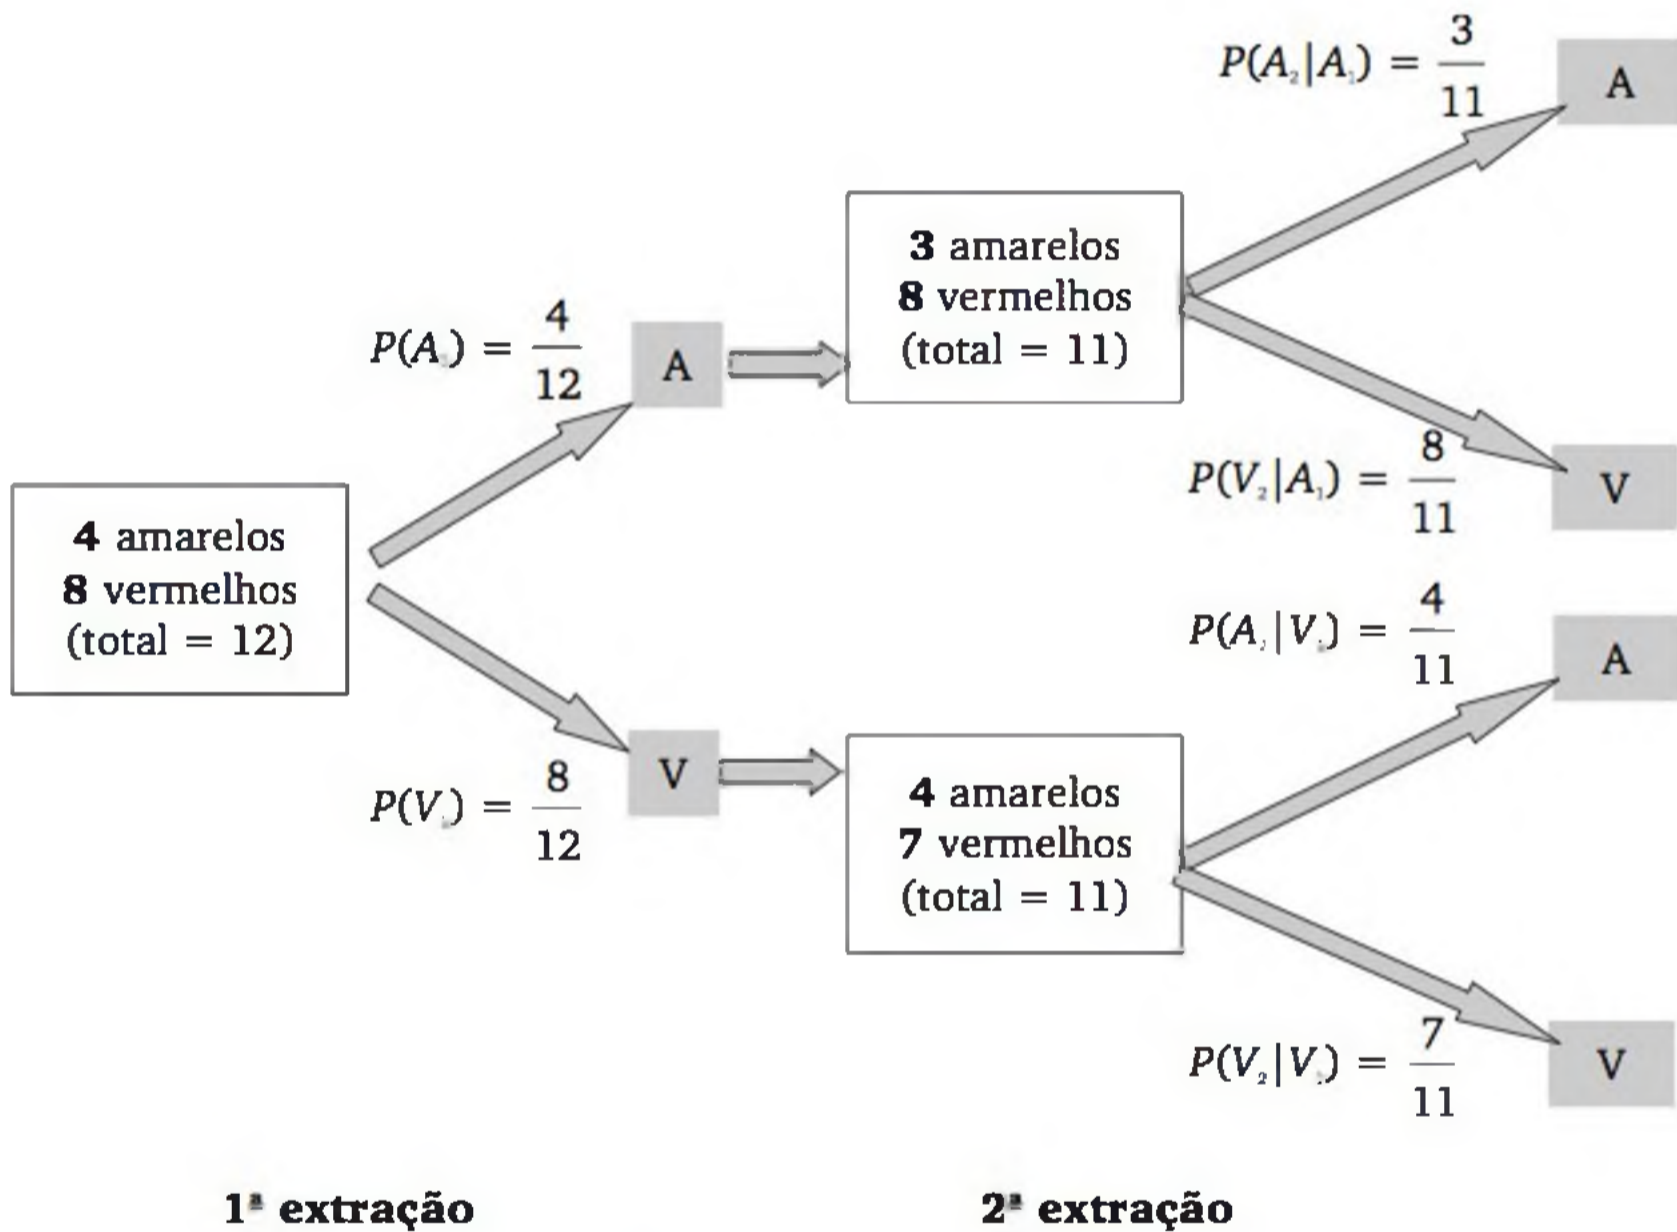 P(A₂|A₁) = 3/11
A
3 amarelos
8 vermelhos
(total = 11)
P(A₁) = 4/12
A
P(V₂|A₁) = 8/11
V
4 amarelos
8 vermelhos
(total = 12)
P(A₂|V₁) = 4/11
A
P(V₁) = 8/12
V
4 amarelos
7 vermelhos
(total = 11)
P(V₂|V₁) = 7/11
V
1ª extração
2ª extração